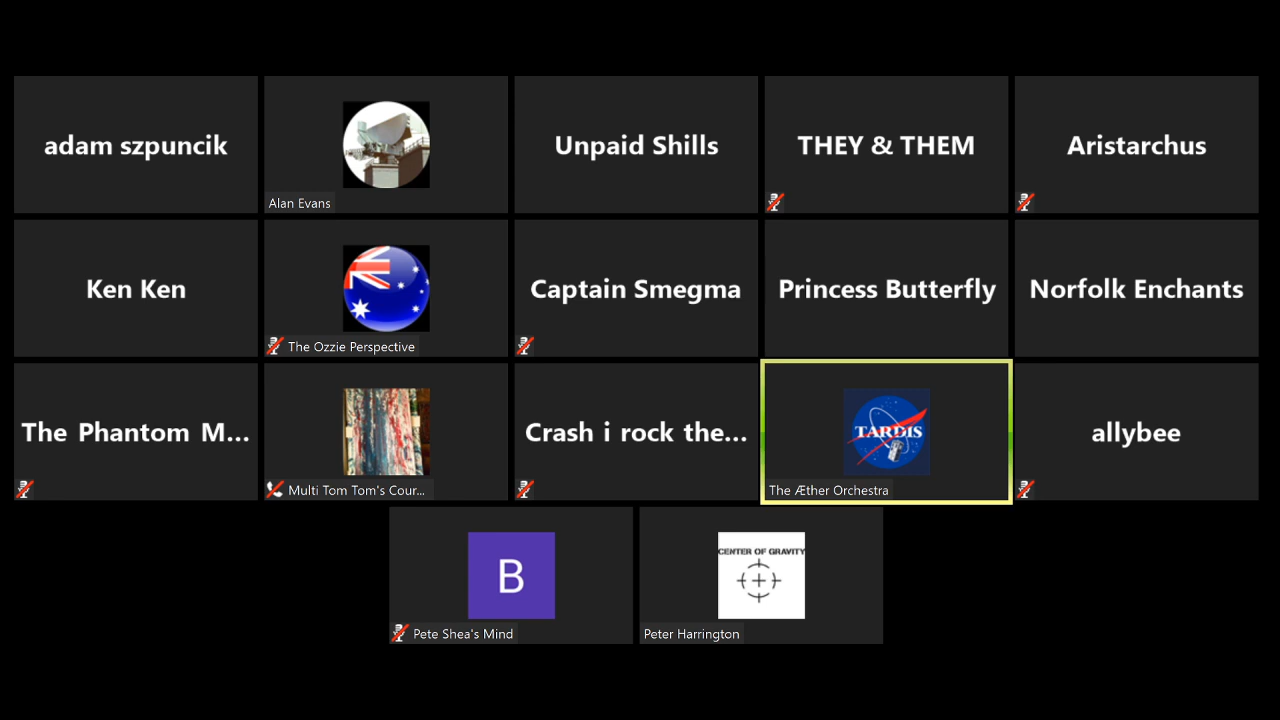 adam szpuncik
Alan Evans
Unpaid Shills
THEY & THEM
Aristarchus
Ken Ken
The Ozzie Perspective
Captain Smegma
Princess Butterfly
Norfolk Enchants
The Phantom M...
Multi Tom Tom's Cour...
Crash i rock the...
TARDIS
The Æther Orchestra
allybee
B
Pete Shea's Mind
CENTER OF GRAVITY
Peter Harrington